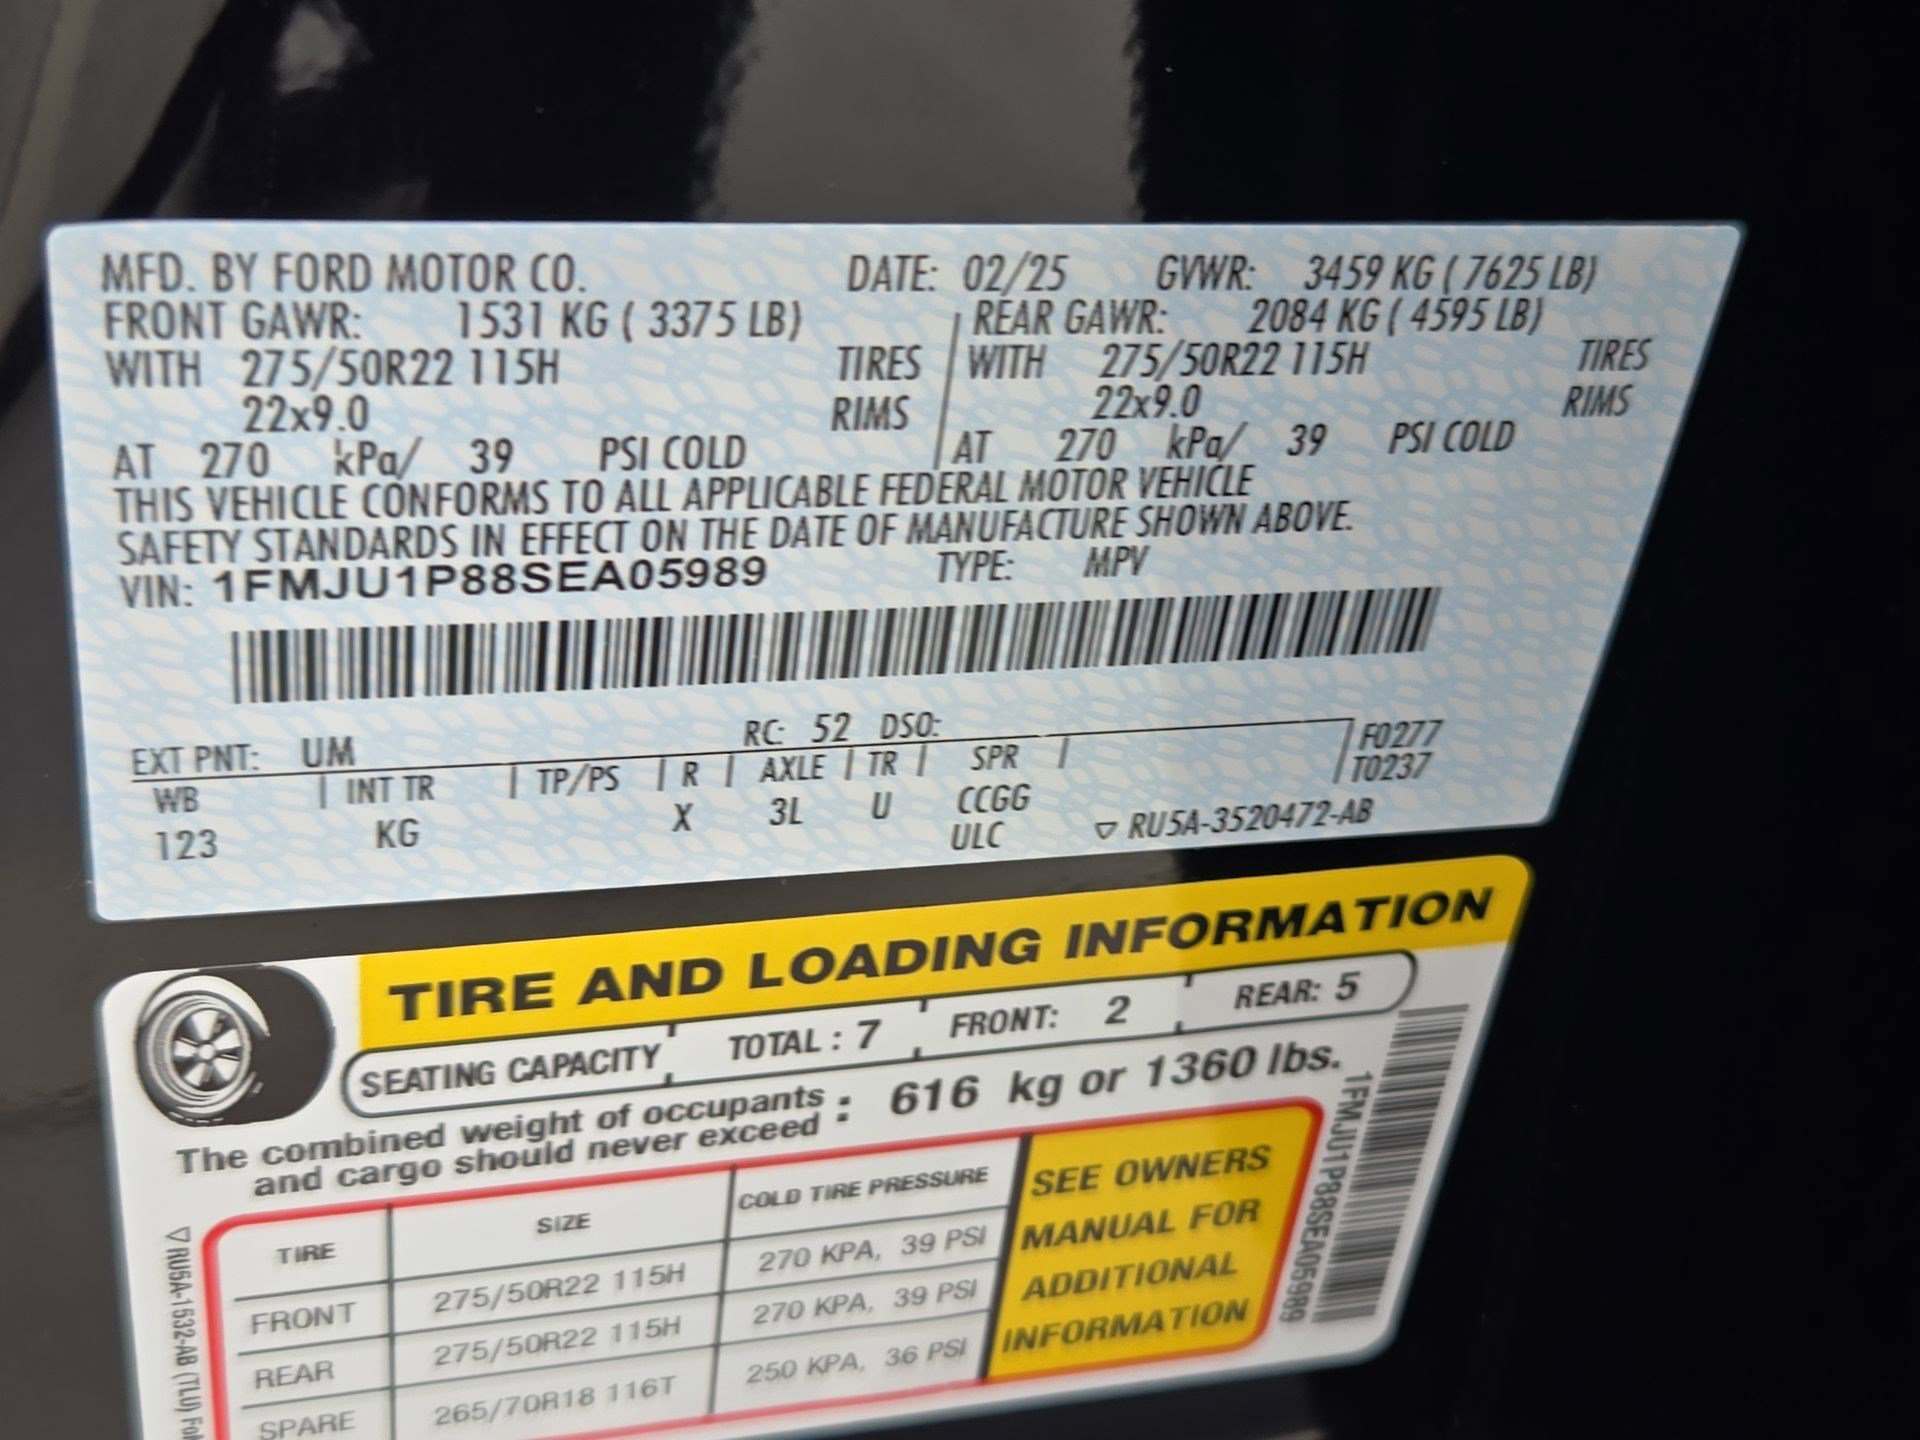 MFD. BY FORD MOTOR CO. DATE: 02/25 GVWR: 3459 KG ( 7625 LB)
FRONT GAWR: 1531 KG ( 3375 LB) REAR GAWR: 2084 KG ( 4595 LB)
WITH 275/50R22 115H TIRES WITH 275/50R22 115H TIRES
22x9.0 RIMS 22x9.0 RIMS
AT 270 kPa/ 39 PSI COLD AT 270 kPa/ 39 PSI COLD
THIS VEHICLE CONFORMS TO ALL APPLICABLE FEDERAL MOTOR VEHICLE
SAFETY STANDARDS IN EFFECT ON THE DATE OF MANUFACTURE SHOWN ABOVE.
VIN: 1FMJU1P88SEA05989 TYPE: MPV
EXT PNT: UM RC: 52 DSO: F0277
WB INT TR TP/PS R AXLE TR SPR T0237
123 KG X 3L U CCGG
ULC ▽ RU5A-3520472-AB
TIRE AND LOADING INFORMATION
SEATING CAPACITY TOTAL : 7 FRONT: 2 REAR: 5
The combined weight of occupants and cargo should never exceed : 616 kg or 1360 lbs.
TIRE SIZE COLD TIRE PRESSURE
FRONT 275/50R22 115H 270 KPA, 39 PSI
REAR 275/50R22 115H 270 KPA, 39 PSI
SPARE 265/70R18 116T 250 KPA, 36 PSI
SEE OWNERS
MANUAL FOR
ADDITIONAL
INFORMATION
1FMJU1P88SEA05989
▽RU5A-1532-AB (TLU)